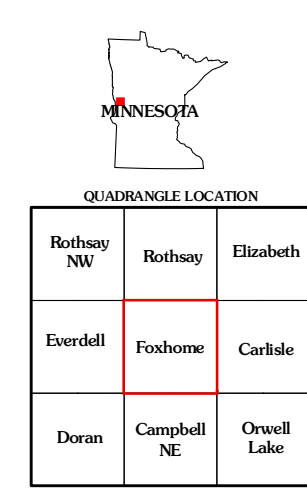 MINNESOTA
QUADRANGLE LOCATION
Rothsay
NW
Rothsay
Elizabeth
Everdell
Foxhome
Carlisle
Doran
Campbell
NE
Orwell
Lake